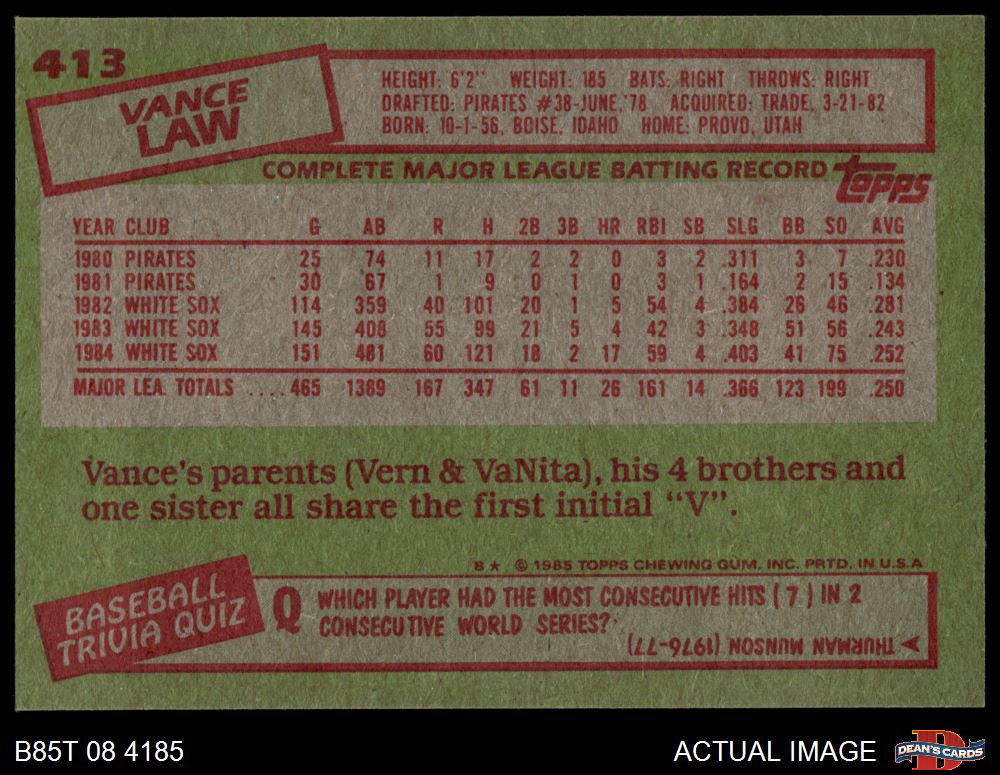 413
VANCE
LAW
HEIGHT: 6'2" WEIGHT: 185 BATS: RIGHT THROWS: RIGHT
DRAFTED: PIRATES #38-JUNE,'78 ACQUIRED: TRADE, 3-21-82
BORN: 10-1-56, BOISE, IDAHO HOME: PROVO, UTAH
COMPLETE MAJOR LEAGUE BATTING RECORD
topps
YEAR CLUB G AB R H 2B 3B HR RBI SB SLG BB SO AVG
1980 PIRATES 25 74 11 17 2 2 0 3 2 .311 3 7 .230
1981 PIRATES 30 67 1 9 0 1 0 3 1 .164 2 15 .134
1982 WHITE SOX 114 359 40 101 20 1 5 54 4 .384 26 46 .281
1983 WHITE SOX 145 408 55 99 21 5 4 42 3 .348 51 56 .243
1984 WHITE SOX 151 481 60 121 18 2 17 59 4 .403 41 75 .252
MAJOR LEA. TOTALS .... 465 1389 167 347 61 11 26 161 14 .366 123 199 .250
Vance's parents (Vern & VaNita), his 4 brothers and
one sister all share the first initial "V".
B★ © 1985 TOPPS CHEWING GUM, INC. PRTD. IN U.S.A
BASEBALL
TRIVIA QUIZ
Q WHICH PLAYER HAD THE MOST CONSECUTIVE HITS ( 7 ) IN 2
CONSECUTIVE WORLD SERIES?
THURMAN MUNSON (1976-77)
B85T 08 4185
ACTUAL IMAGE
DEAN'S CARDS